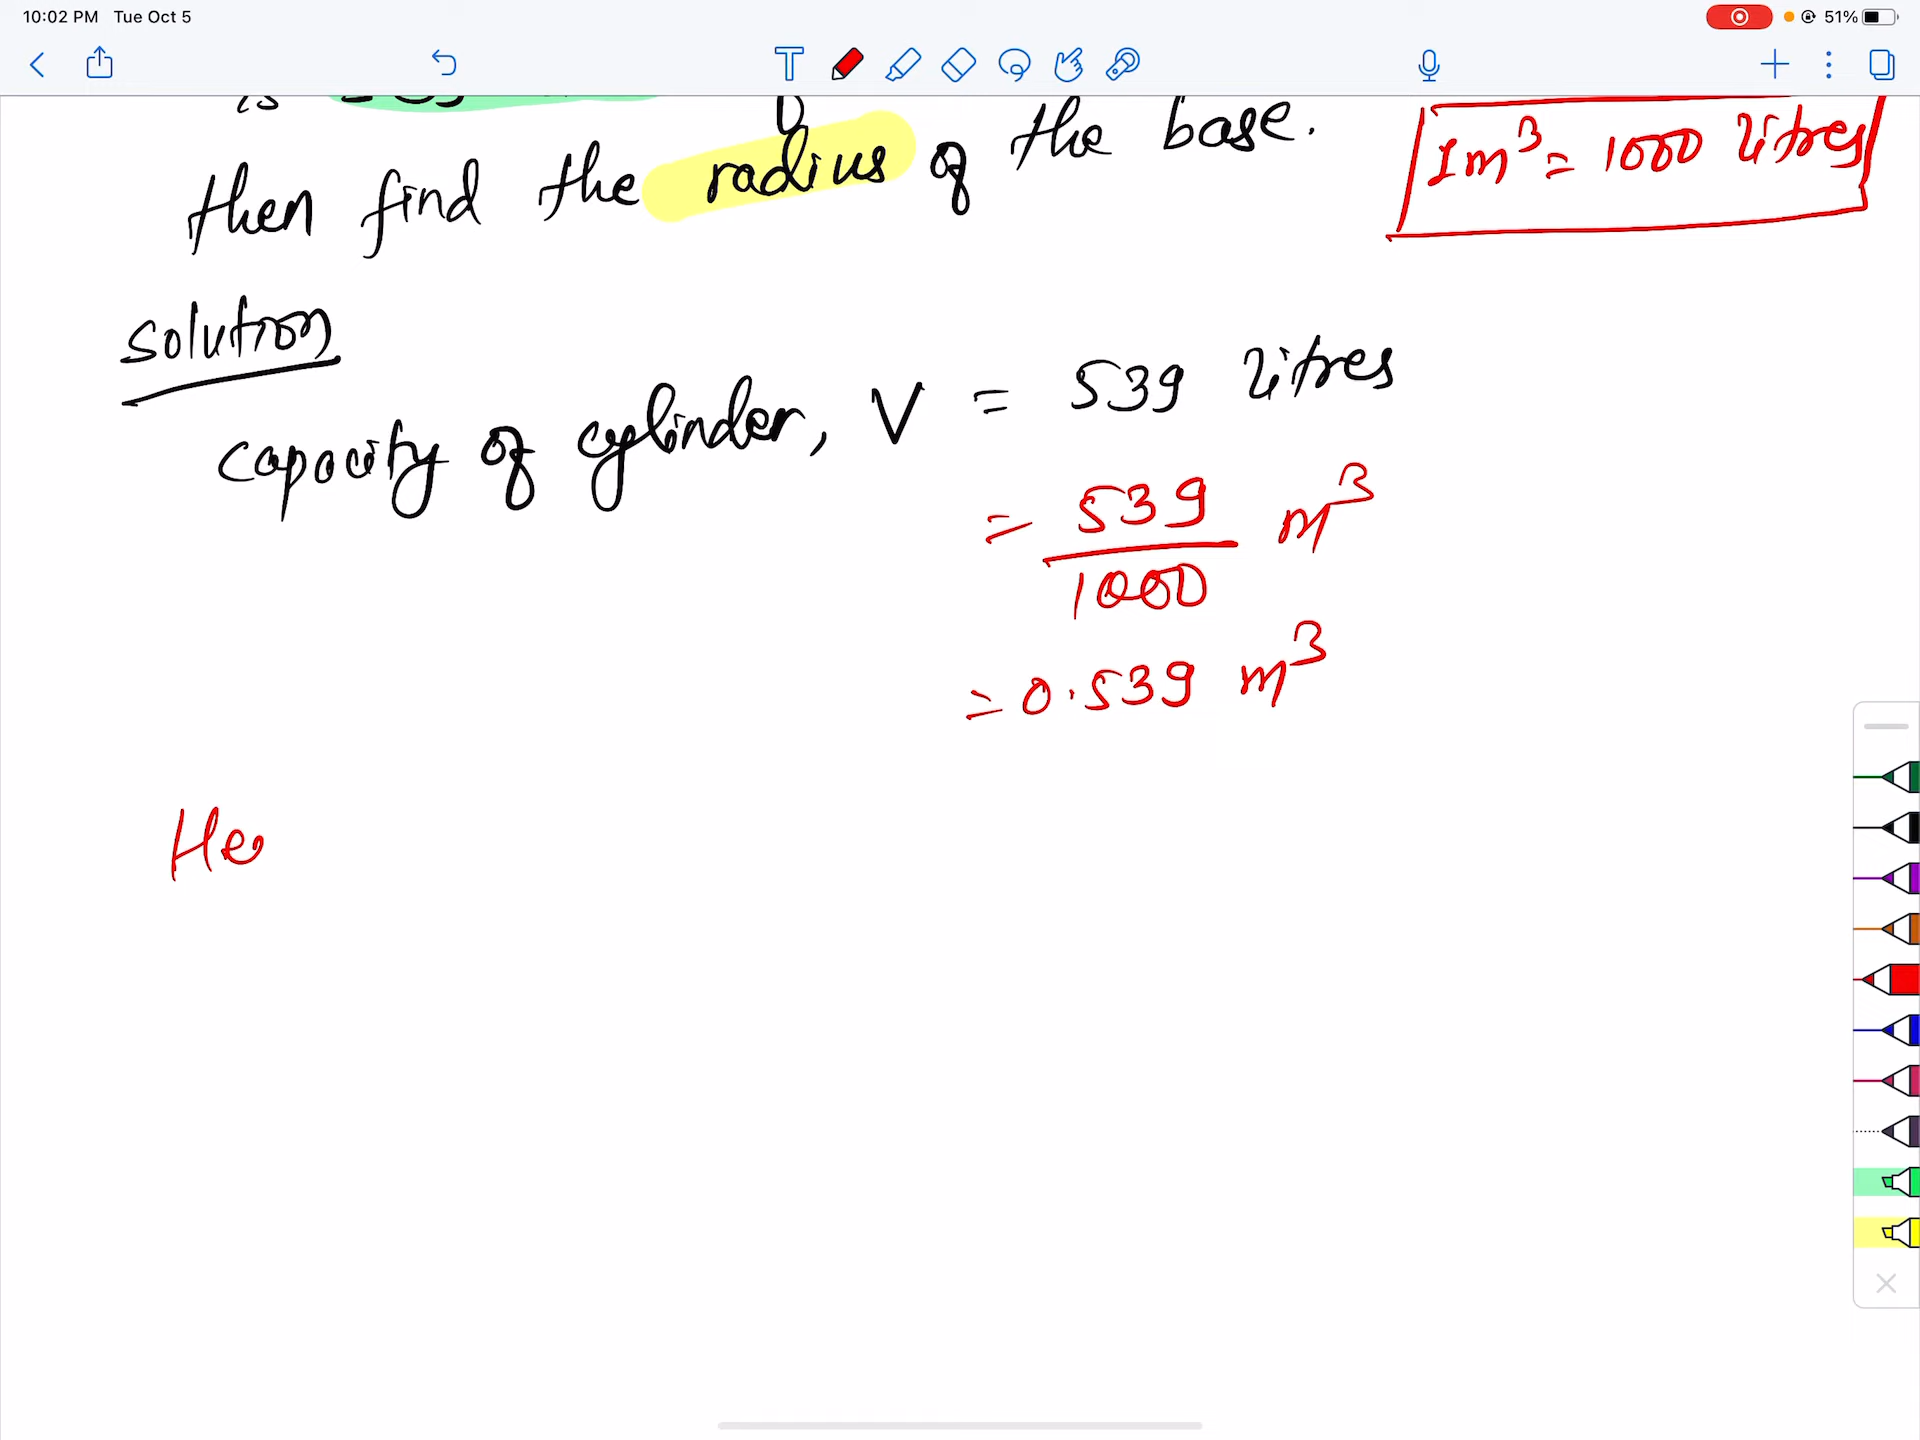 10:02 PM Tue Oct 5
51%
is
then find the radius of the base.
1m³ = 1000 litres
solution
capacity of cylinder, V = 539 litres
= 539/1000 m³
= 0.539 m³
He